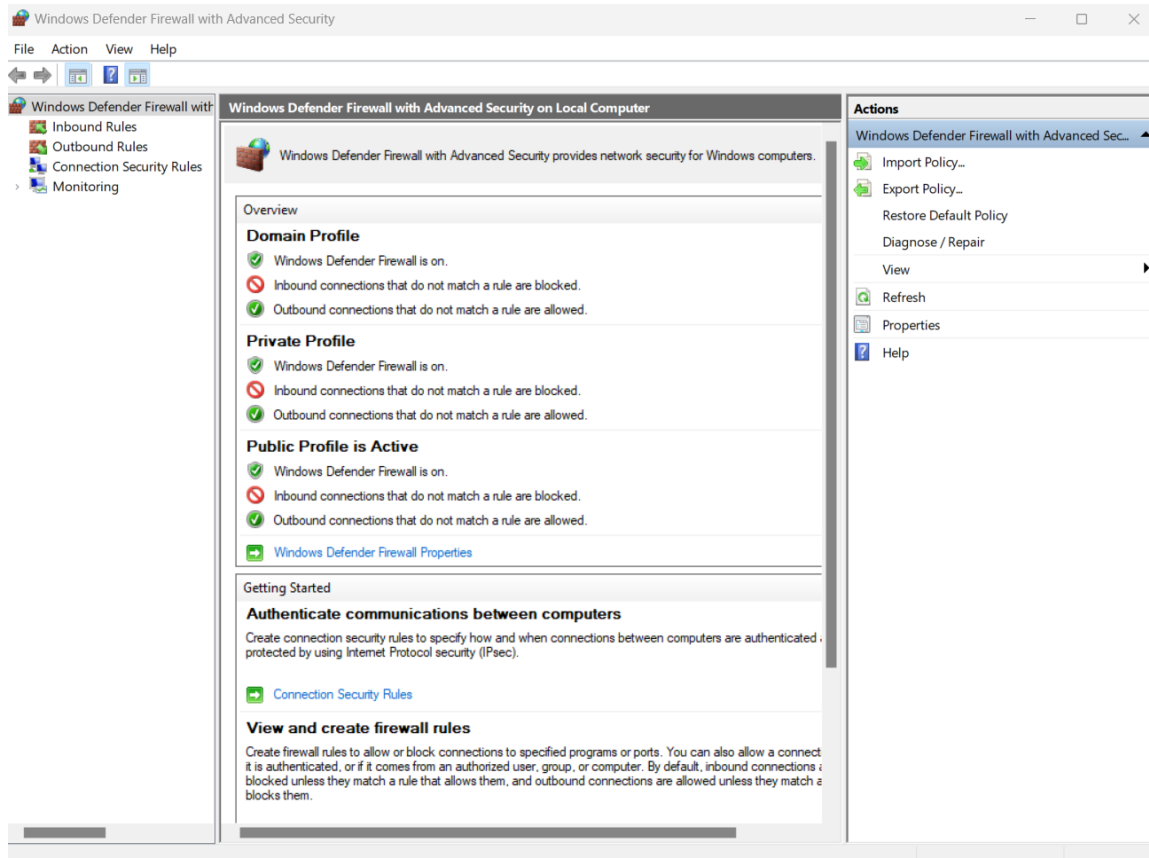 Windows Defender Firewall with Advanced Security
File Action View Help
Windows Defender Firewall with
Inbound Rules
Outbound Rules
Connection Security Rules
Monitoring
Windows Defender Firewall with Advanced Security on Local Computer
Windows Defender Firewall with Advanced Security provides network security for Windows computers.
Overview
Domain Profile
Windows Defender Firewall is on.
Inbound connections that do not match a rule are blocked.
Outbound connections that do not match a rule are allowed.
Private Profile
Windows Defender Firewall is on.
Inbound connections that do not match a rule are blocked.
Outbound connections that do not match a rule are allowed.
Public Profile is Active
Windows Defender Firewall is on.
Inbound connections that do not match a rule are blocked.
Outbound connections that do not match a rule are allowed.
Windows Defender Firewall Properties
Getting Started
Authenticate communications between computers
Create connection security rules to specify how and when connections between computers are authenticated
protected by using Internet Protocol security (IPsec).
Connection Security Rules
View and create firewall rules
Create firewall rules to allow or block connections to specified programs or ports. You can also allow a connect
it is authenticated, or if it comes from an authorized user, group, or computer. By default, inbound connections
blocked unless they match a rule that allows them, and outbound connections are allowed unless they match a
blocks them.
Actions
Windows Defender Firewall with Advanced Sec...
Import Policy...
Export Policy...
Restore Default Policy
Diagnose / Repair
View
Refresh
Properties
Help